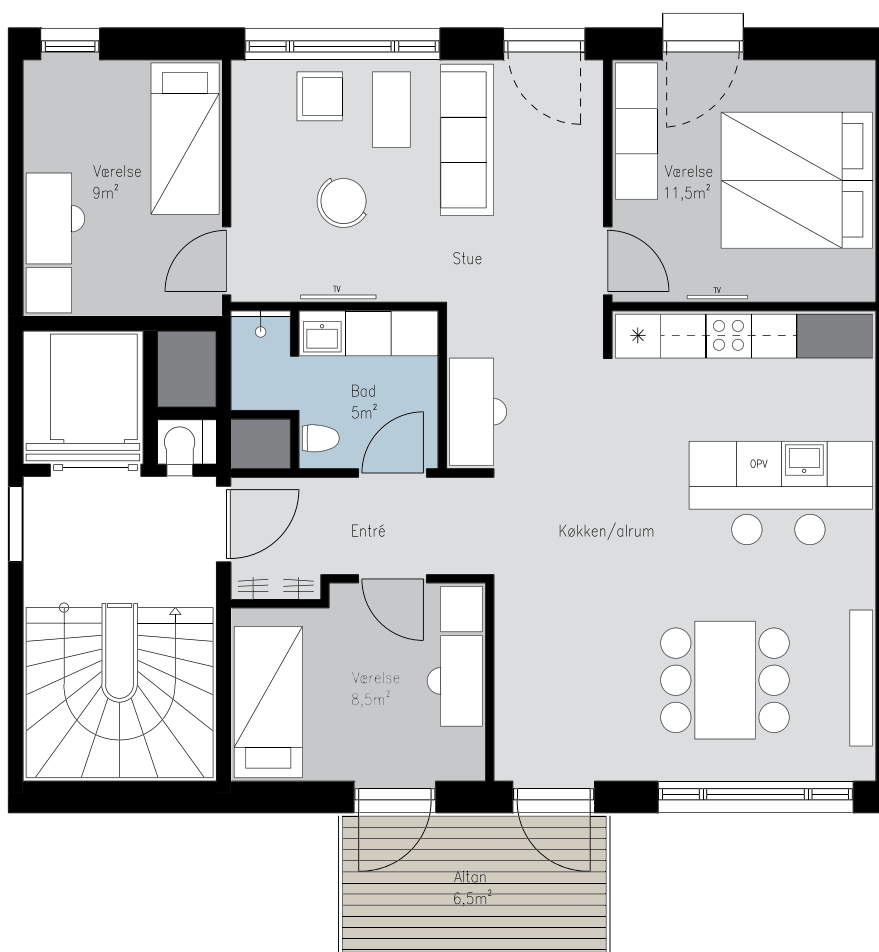 Værelse
9m²
Værelse
11,5m²
Stue
TV
TV
Bad
5m²
OPV
Entré
Køkken/alrum
Værelse
8,5m²
Altan
6,5m²